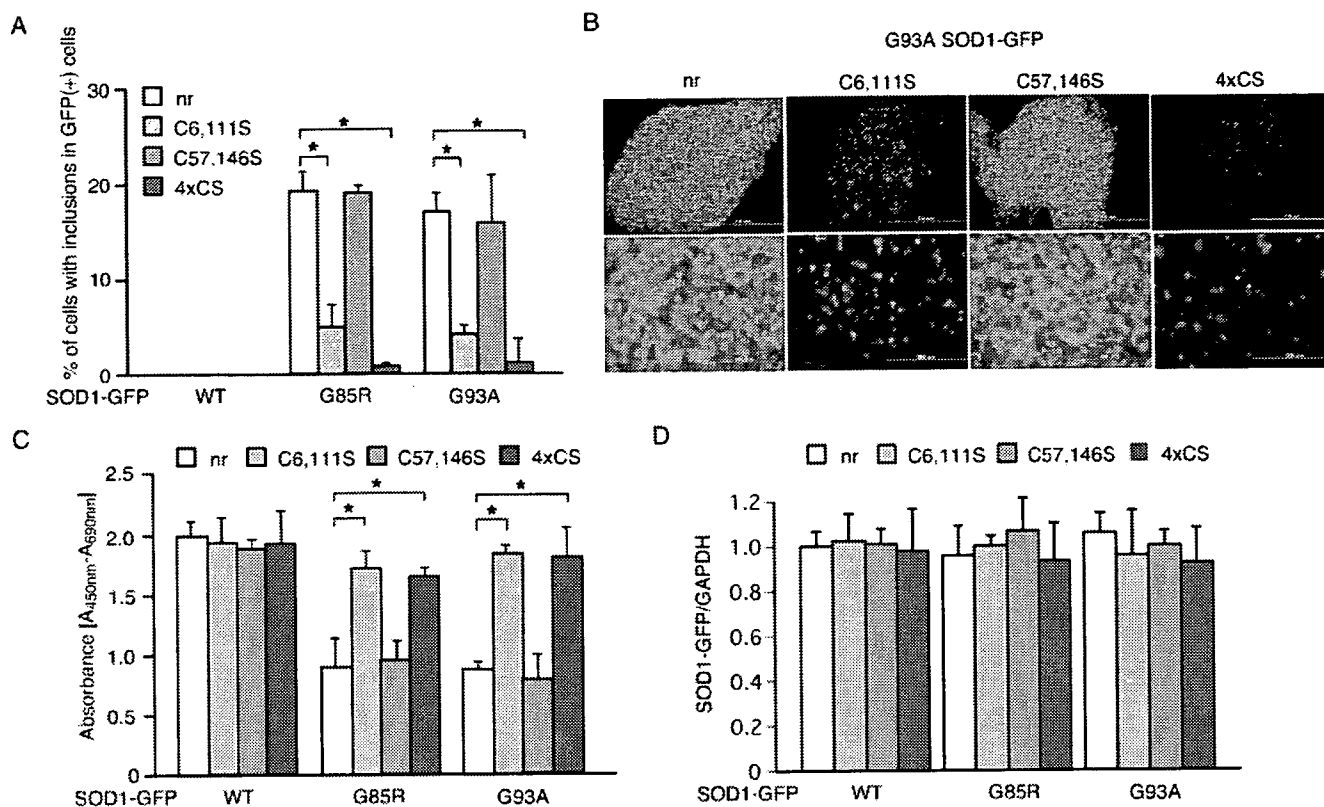 A
% of cells with inclusions in GFP(+) cells
30
20
10
0
nr
C6,111S
C57,146S
4xCS
* *
* *
SOD1-GFP WT G85R G93A
B
G93A SOD1-GFP
nr C6,111S C57,146S 4xCS
C
nr C6,111S C57,146S 4xCS
Absorbance [A450nm-A690nm]
2.5
2.0
1.5
1.0
0.5
0
* *
* *
SOD1-GFP WT G85R G93A
D
nr C6,111S C57,146S 4xCS
SOD1-GFP/GAPDH
1.2
1.0
0.8
0.6
0.4
0.2
0
SOD1-GFP WT G85R G93A